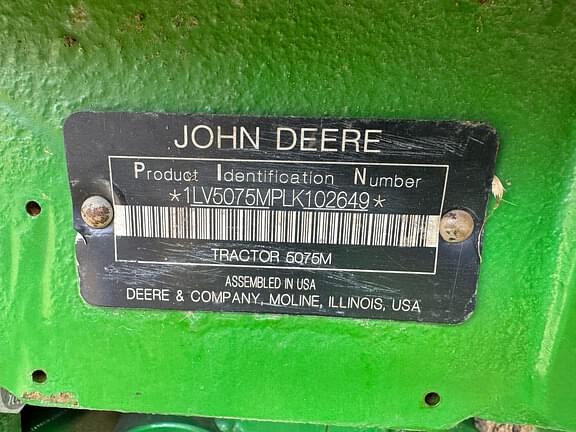 JOHN DEERE
Product Identification Number
*1LV5075MPLK102649*
TRACTOR 5075M
ASSEMBLED IN USA
DEERE & COMPANY, MOLINE, ILLINOIS, USA